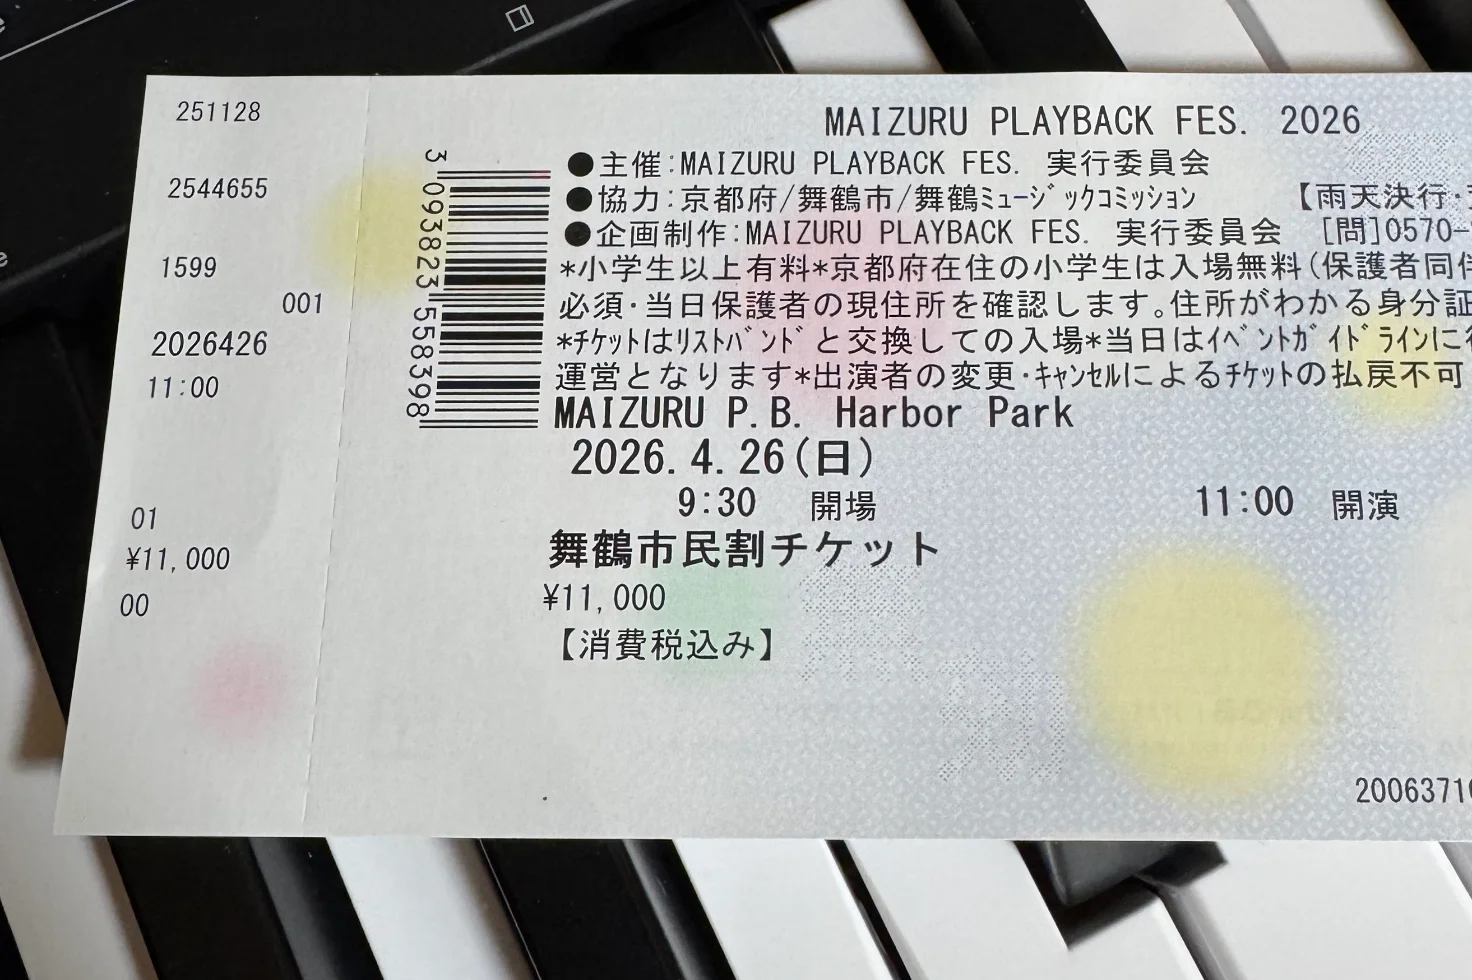 251128
2544655
1599
001
2026426
11:00
01
¥11,000
00
3 093823 558398
MAIZURU PLAYBACK FES. 2026
●主催:MAIZURU PLAYBACK FES. 実行委員会
●協力:京都府/舞鶴市/舞鶴ﾐｭｰｼﾞｯｸｺﾐｯｼｮﾝ 【雨天決行・
●企画制作:MAIZURU PLAYBACK FES. 実行委員会 [問]0570-
*小学生以上有料*京都府在住の小学生は入場無料(保護者同伴
必須・当日保護者の現住所を確認します。住所がわかる身分証
*ﾁｹｯﾄはﾘｽﾄﾊﾞﾝﾄﾞと交換しての入場*当日はｲﾍﾞﾝﾄｶﾞｲﾄﾞﾗｲﾝに
運営となります*出演者の変更・ｷｬﾝｾﾙによるﾁｹｯﾄの払戻不可
MAIZURU P.B. Harbor Park
2026.4.26(日)
9:30 開場 11:00 開演
舞鶴市民割チケット
¥11,000
【消費税込み】
20063710